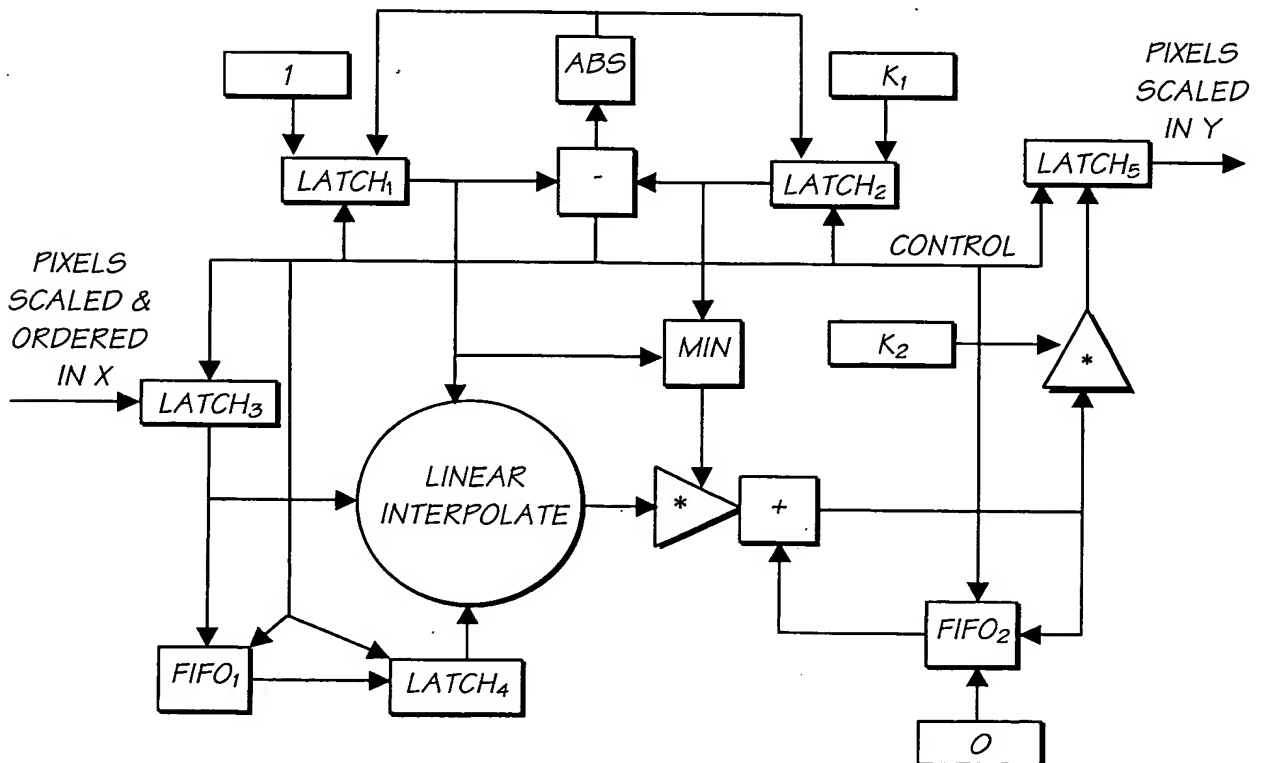 ABS
1
K₁
PIXELS
SCALED
IN Y
LATCH₁
-
LATCH₂
LATCH₅
CONTROL
PIXELS
SCALED &
ORDERED
IN X
MIN
K₂
*
LATCH₃
LINEAR
INTERPOLATE
*
+
FIFO₁
LATCH₄
FIFO₂
0